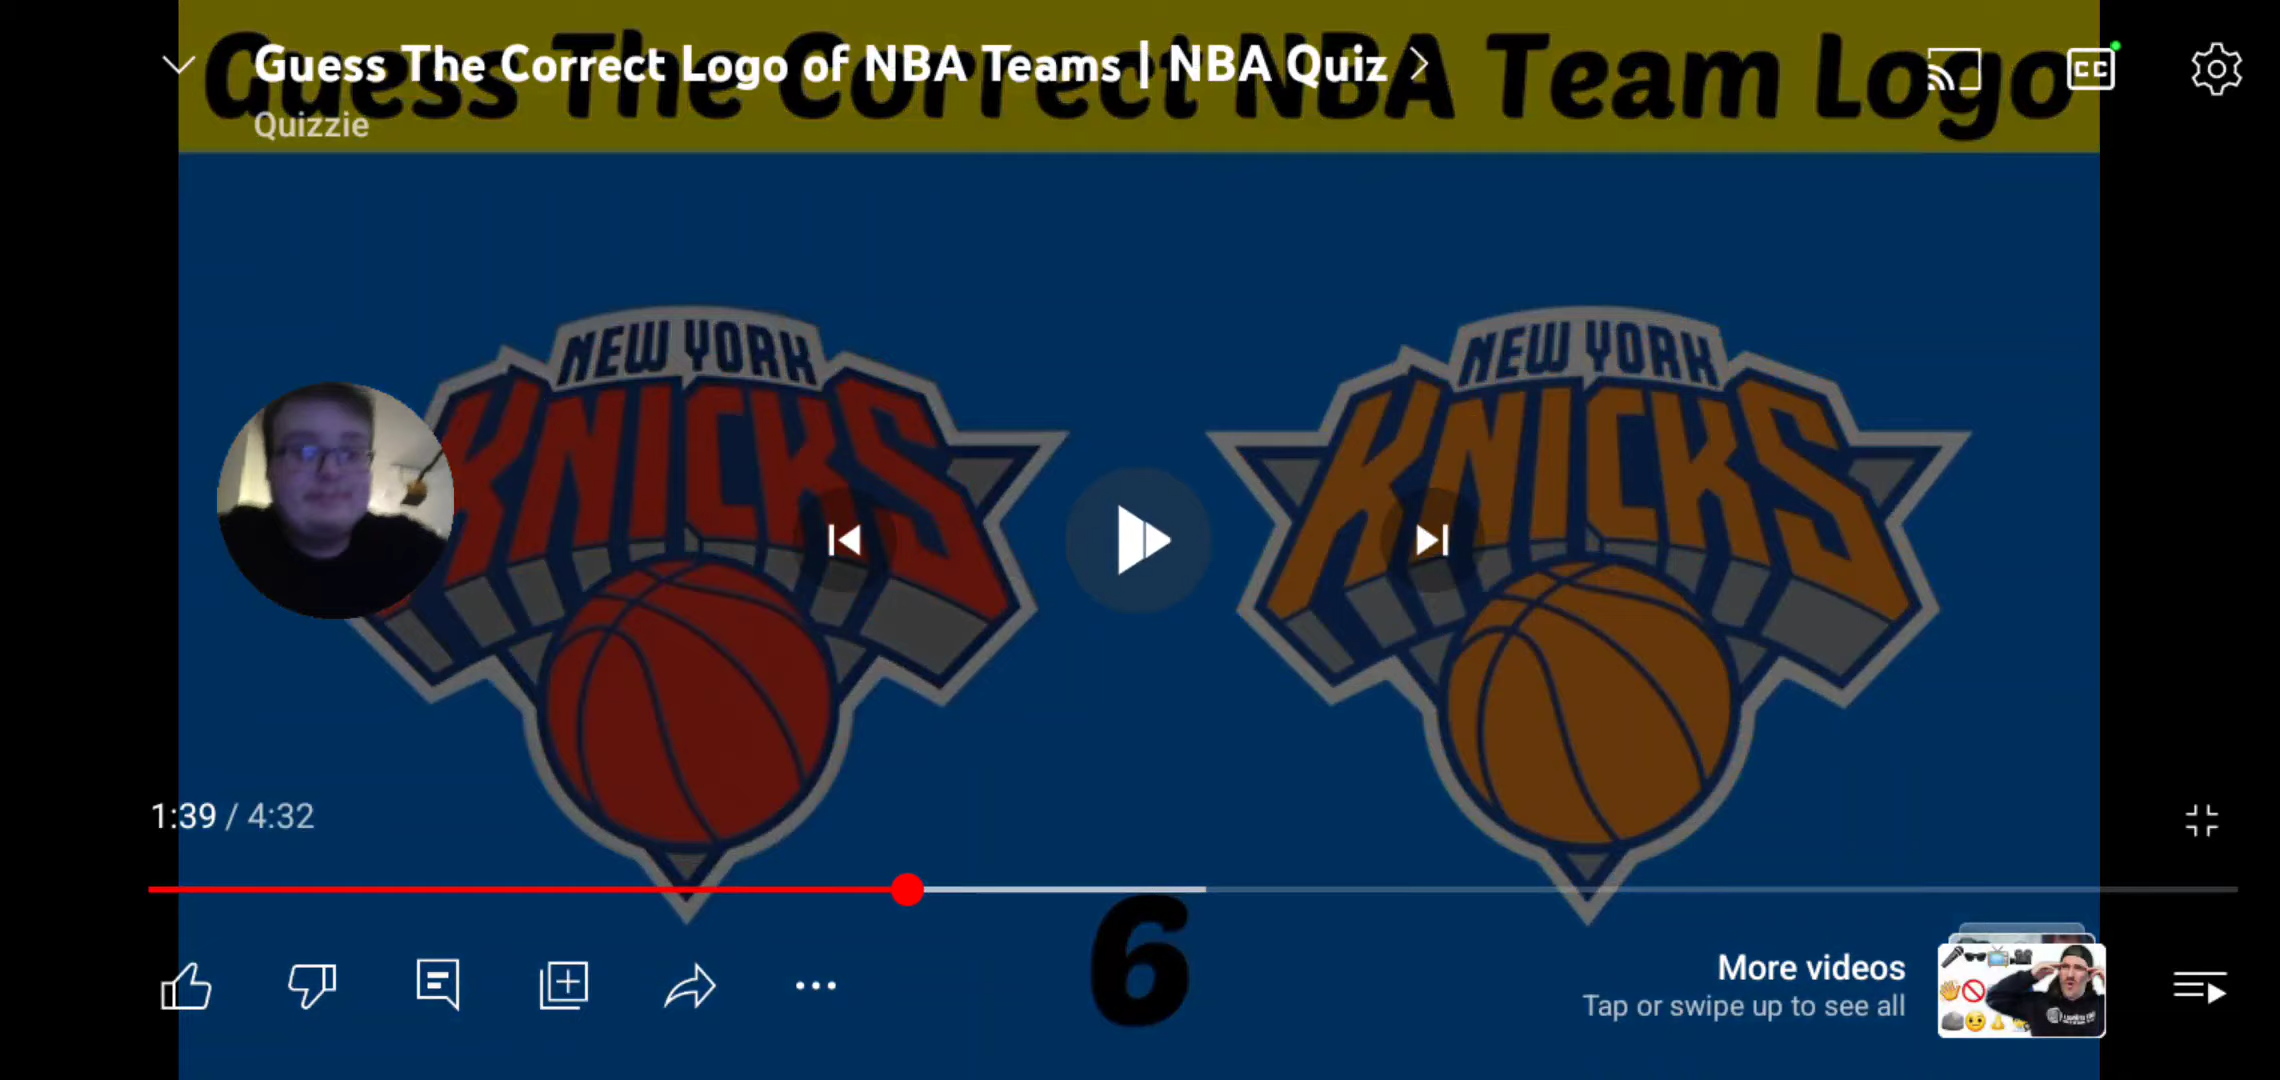 Guess The Correct NBA Team Logo
Guess The Correct Logo of NBA Teams | NBA Quiz
CC
Quizzie
NEW YORK
KNICKS
NEW YORK
KNICKS
1:39 / 4:32
6
More videos
Tap or swipe up to see all